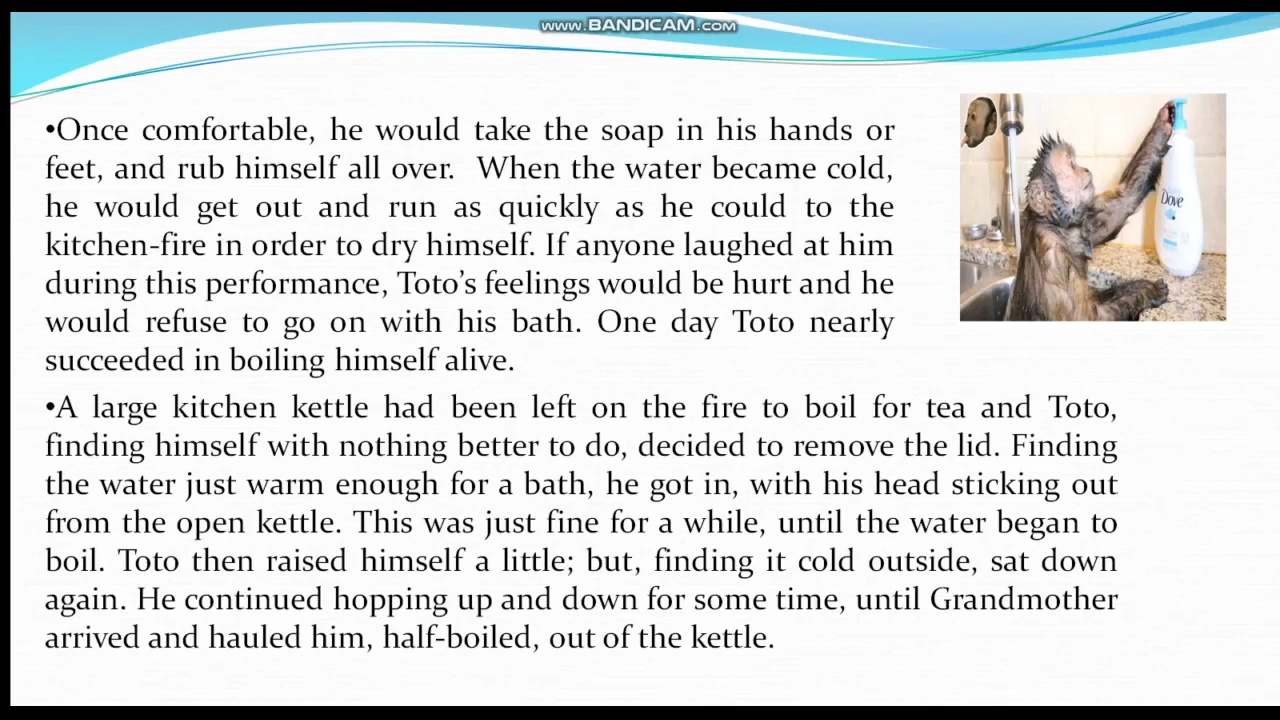 www.BANDICAM.com
•Once comfortable, he would take the soap in his hands or
feet, and rub himself all over.  When the water became cold,
he would get out and run as quickly as he could to the
kitchen-fire in order to dry himself. If anyone laughed at him
during this performance, Toto’s feelings would be hurt and he
would refuse to go on with his bath. One day Toto nearly
succeeded in boiling himself alive.
Dove
•A large kitchen kettle had been left on the fire to boil for tea and Toto,
finding himself with nothing better to do, decided to remove the lid. Finding
the water just warm enough for a bath, he got in, with his head sticking out
from the open kettle. This was just fine for a while, until the water began to
boil. Toto then raised himself a little; but, finding it cold outside, sat down
again. He continued hopping up and down for some time, until Grandmother
arrived and hauled him, half-boiled, out of the kettle.